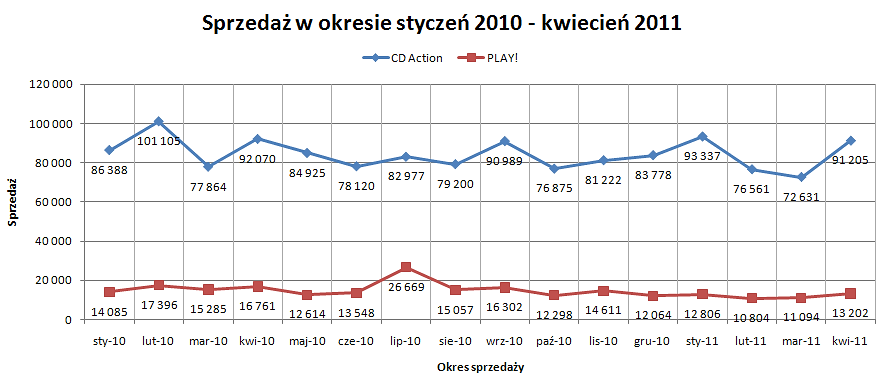 Sprzedaż w okresie styczeń 2010 - kwiecień 2011
CD Action PLAY!
120 000
100 000
80 000
60 000
40 000
20 000
0
Sprzedaż
86 388 101 105 77 864 92 070 84 925 78 120 82 977 79 200 90 989 76 875 81 222 83 778 93 337 76 561 72 631 91 205
14 085 17 396 15 285 16 761 12 614 13 548 26 669 15 057 16 302 12 298 14 611 12 064 12 806 10 804 11 094 13 202
sty-10 lut-10 mar-10 kwi-10 maj-10 cze-10 lip-10 sie-10 wrz-10 paź-10 lis-10 gru-10 sty-11 lut-11 mar-11 kwi-11
Okres sprzedaży